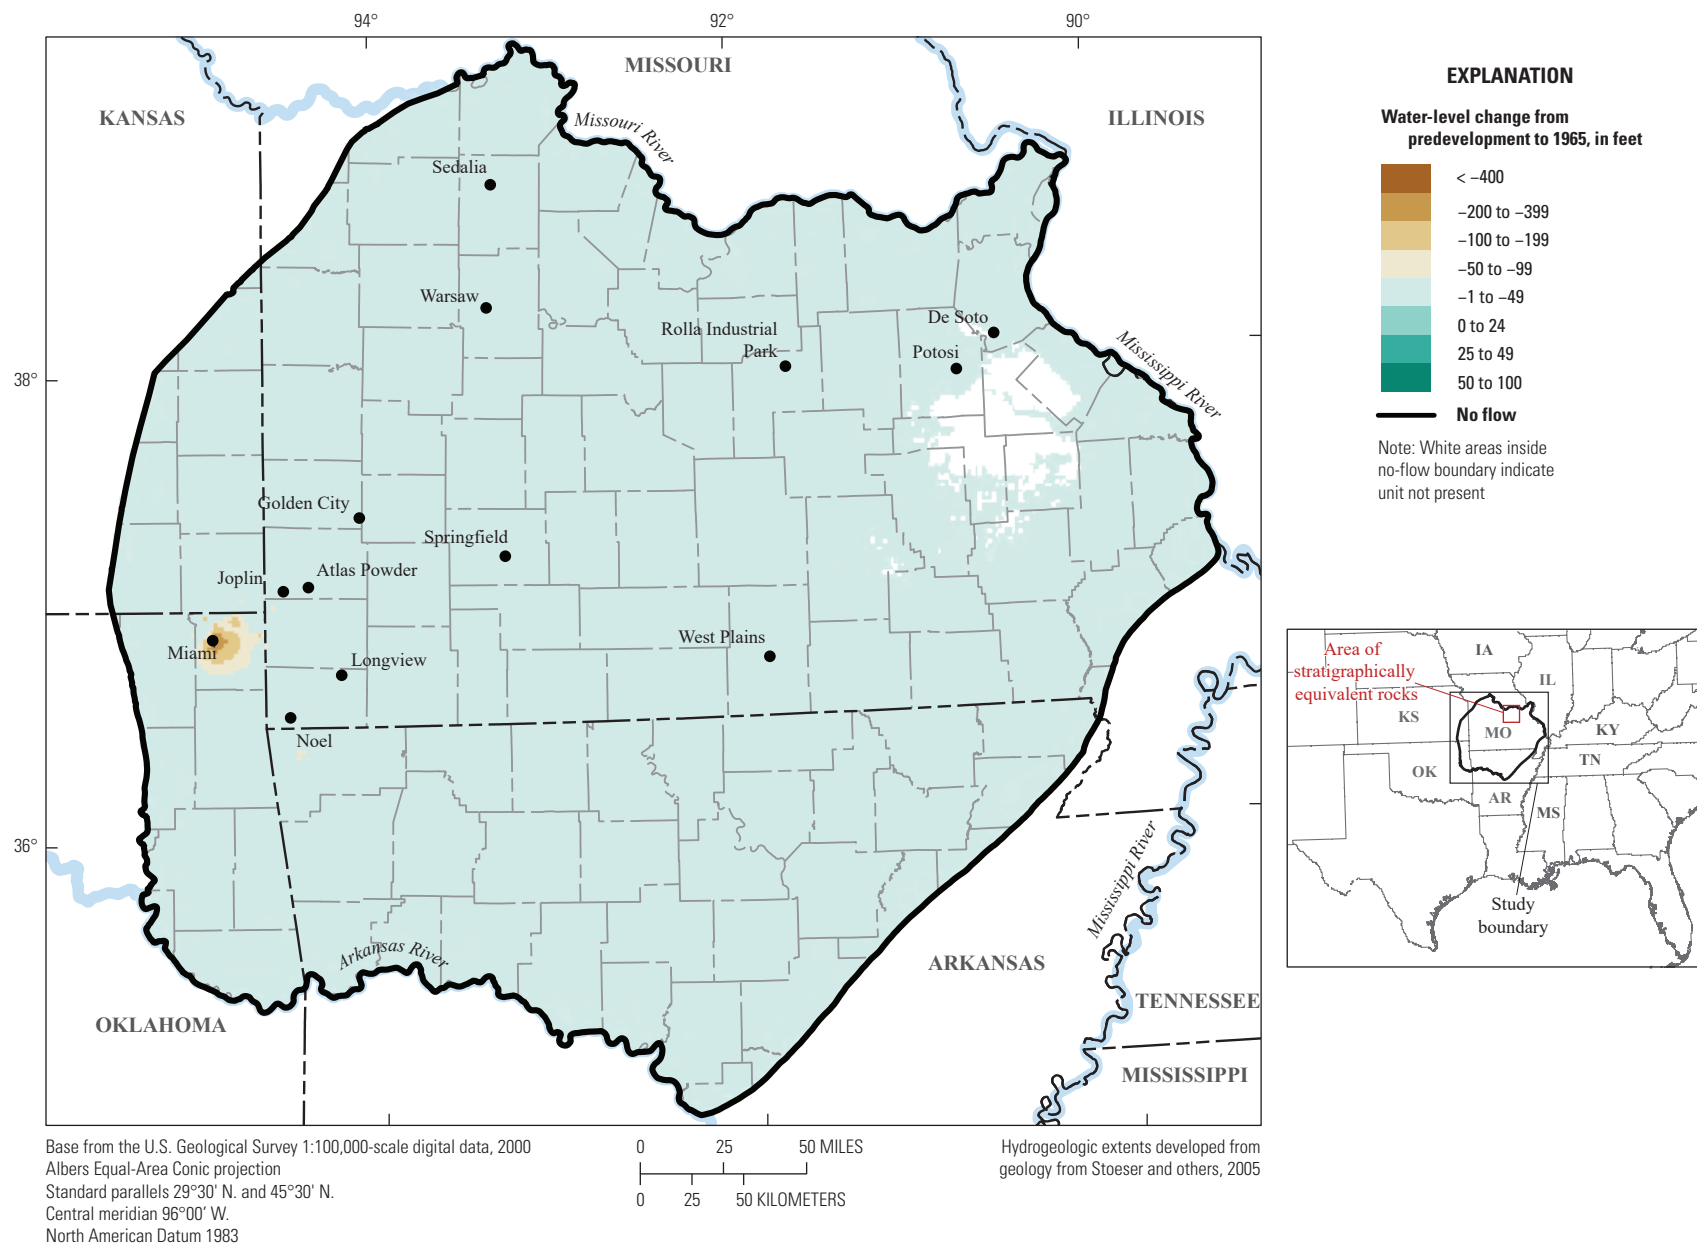 94°
92°
90°
MISSOURI
KANSAS
ILLINOIS
Missouri River
Sedalia
Warsaw
Rolla Industrial
Park
De Soto
Potosi
Mississippi River
38°
Golden City
Springfield
Joplin
Atlas Powder
Miami
Longview
West Plains
Noel
36°
Mississippi River
Arkansas River
ARKANSAS
TENNESSEE
OKLAHOMA
MISSISSIPPI
EXPLANATION
Water-level change from
predevelopment to 1965, in feet
< −400
−200 to −399
−100 to −199
−50 to −99
−1 to −49
0 to 24
25 to 49
50 to 100
No flow
Note: White areas inside
no-flow boundary indicate
unit not present
Area of
stratigraphically
equivalent rocks
IA
IL
KS
MO
KY
TN
OK
AR
MS
Study
boundary
Base from the U.S. Geological Survey 1:100,000-scale digital data, 2000
Albers Equal-Area Conic projection
Standard parallels 29°30' N. and 45°30' N.
Central meridian 96°00' W.
North American Datum 1983
0 25 50 MILES
0 25 50 KILOMETERS
Hydrogeologic extents developed from
geology from Stoeser and others, 2005